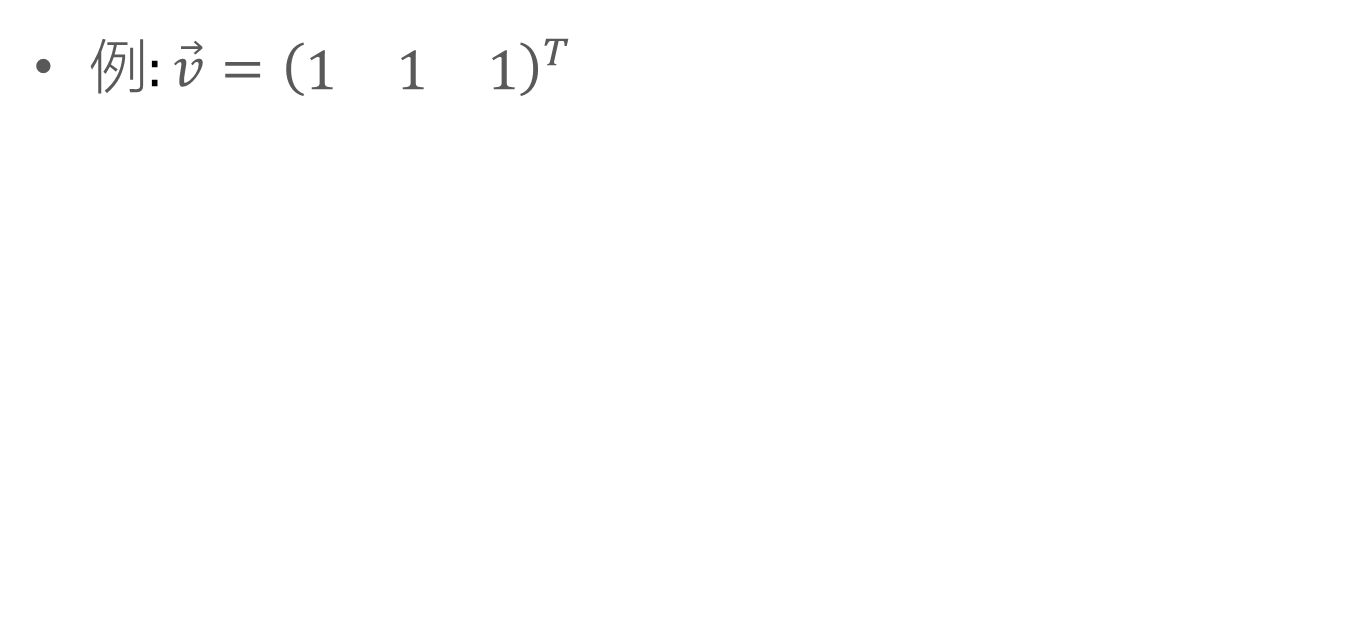 • 例: v⃗ = (1 1 1)ᵀ